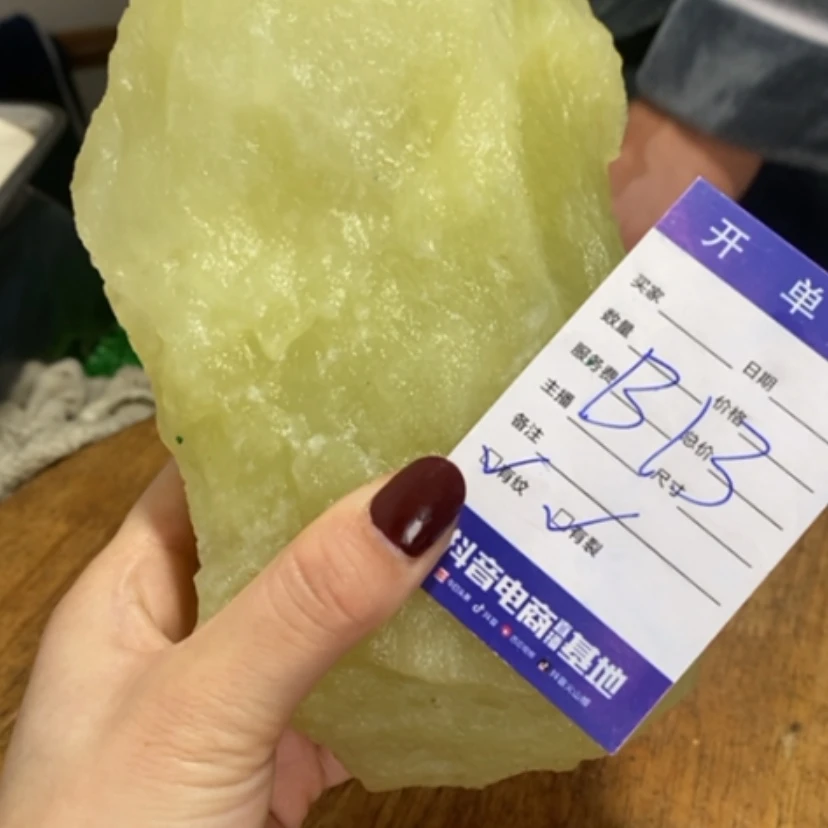 开 单
买家
日期
数量
价格
服务费
总价
主播
尺寸
备注
B 13
有纹
有裂
抖音电商直播基地